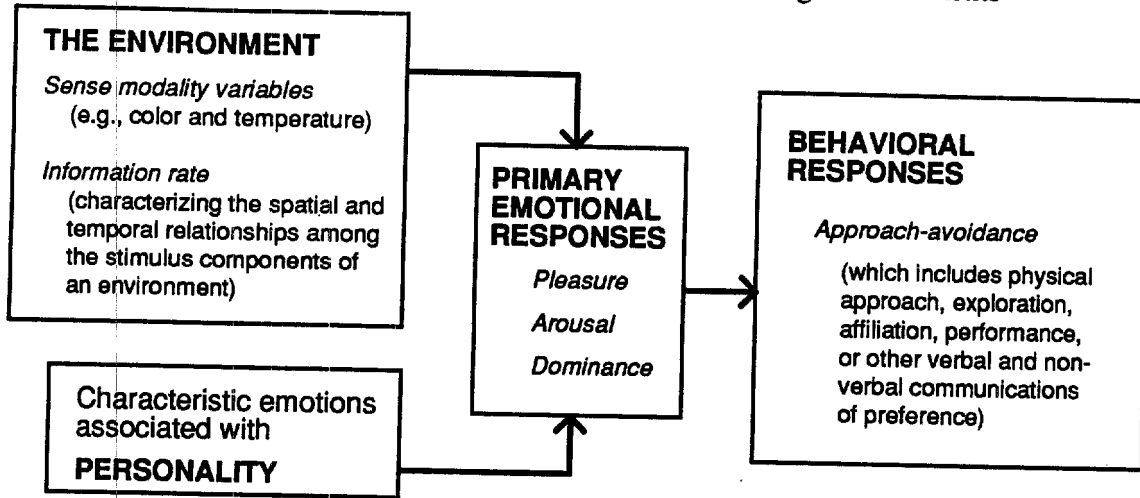 THE ENVIRONMENT
Sense modality variables
(e.g., color and temperature)
Information rate
(characterizing the spatial and
temporal relationships among
the stimulus components of
an environment)
Characteristic emotions
associated with
PERSONALITY
PRIMARY
EMOTIONAL
RESPONSES
Pleasure
Arousal
Dominance
BEHAVIORAL
RESPONSES
Approach-avoidance
(which includes physical
approach, exploration,
affiliation, performance,
or other verbal and non-
verbal communications
of preference)